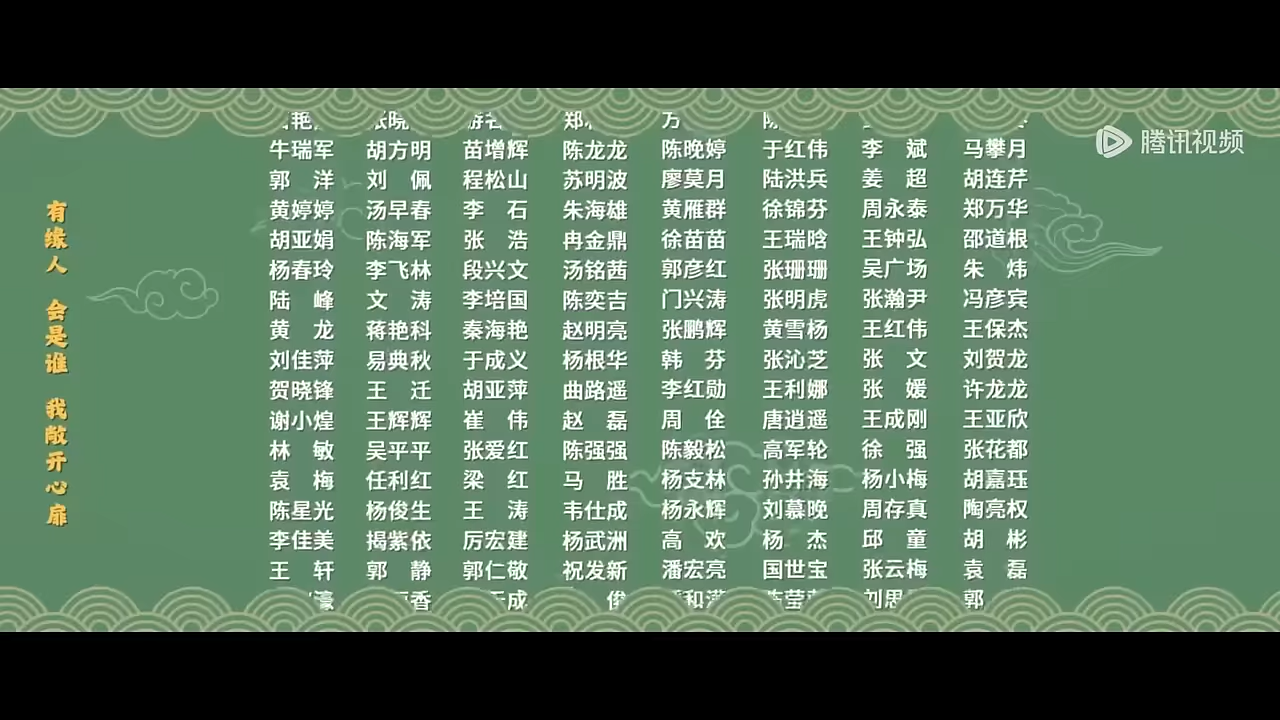 腾讯视频
有缘人 会是谁 我敞开心扉
牛瑞军 胡方明 苗增辉 陈龙龙 陈晚婷 于红伟 李斌 马攀月
郭洋 刘佩 程松山 苏明波 廖莫月 陆洪兵 姜超 胡连芹
黄婷婷 汤早春 李石 朱海雄 黄雁群 徐锦芬 周永泰 郑万华
胡亚娟 陈海军 张浩 冉金鼎 徐苗苗 王瑞晗 王钟弘 邵道根
杨春玲 李飞林 段兴文 汤铭茜 郭彦红 张珊珊 吴广场 朱炜
陆峰 文涛 李培国 陈奕吉 门兴涛 张明虎 张瀚尹 冯彦宾
黄龙 蒋艳科 秦海艳 赵明亮 张鹏辉 黄雪杨 王红伟 王保杰
刘佳萍 易典秋 于成义 杨根华 韩芬 张沁芝 张文 刘贺龙
贺晓锋 王迁 胡亚萍 曲路遥 李红勋 王利娜 张媛 许龙龙
谢小煌 王辉辉 崔伟 赵磊 周佺 唐逍遥 王成刚 王亚欣
林敏 吴平平 张爱红 陈强强 陈毅松 高军轮 徐强 张花都
袁梅 任利红 梁红 马胜 杨支林 孙井海 杨小梅 胡嘉珏
陈星光 杨俊生 王涛 韦仕成 杨永辉 刘慕晚 周存真 陶亮权
李佳美 揭紫依 厉宏建 杨武洲 高欢 杨杰 邱童 胡彬
王轩 郭静 郭仁敬 祝发新 潘宏亮 国世宝 张云梅 袁磊